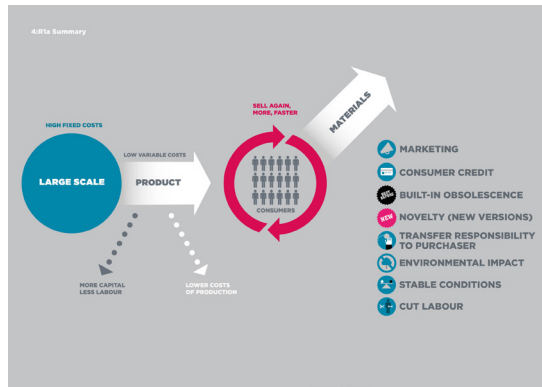 4:R1a Summary
SELL AGAIN,
MORE, FASTER
MATERIALS
HIGH FIXED COSTS
LOW VARIABLE COSTS
LARGE SCALE
PRODUCT
CONSUMERS
MORE CAPITAL
LESS LABOUR
LOWER COSTS
OF PRODUCTION
MARKETING
CONSUMER CREDIT
BUILT-IN OBSOLESCENCE
NEW
NOVELTY (NEW VERSIONS)
TRANSFER RESPONSIBILITY
TO PURCHASER
ENVIRONMENTAL IMPACT
STABLE CONDITIONS
CUT LABOUR